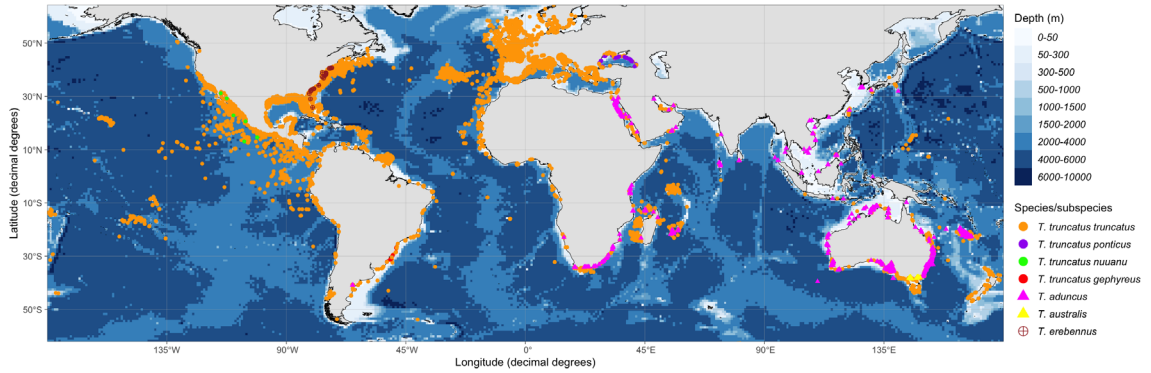 50°N
30°N
10°N
10°S
30°S
50°S
Latitude (decimal degrees)
135°W
90°W
45°W
0°
45°E
90°E
135°E
Longitude (decimal degrees)
Depth (m)
0-50
50-300
300-500
500-1000
1000-1500
1500-2000
2000-4000
4000-6000
6000-10000
Species/subspecies
T. truncatus truncatus
T. truncatus ponticus
T. truncatus nuuanu
T. truncatus gephyreus
T. aduncus
T. australis
T. erebennus